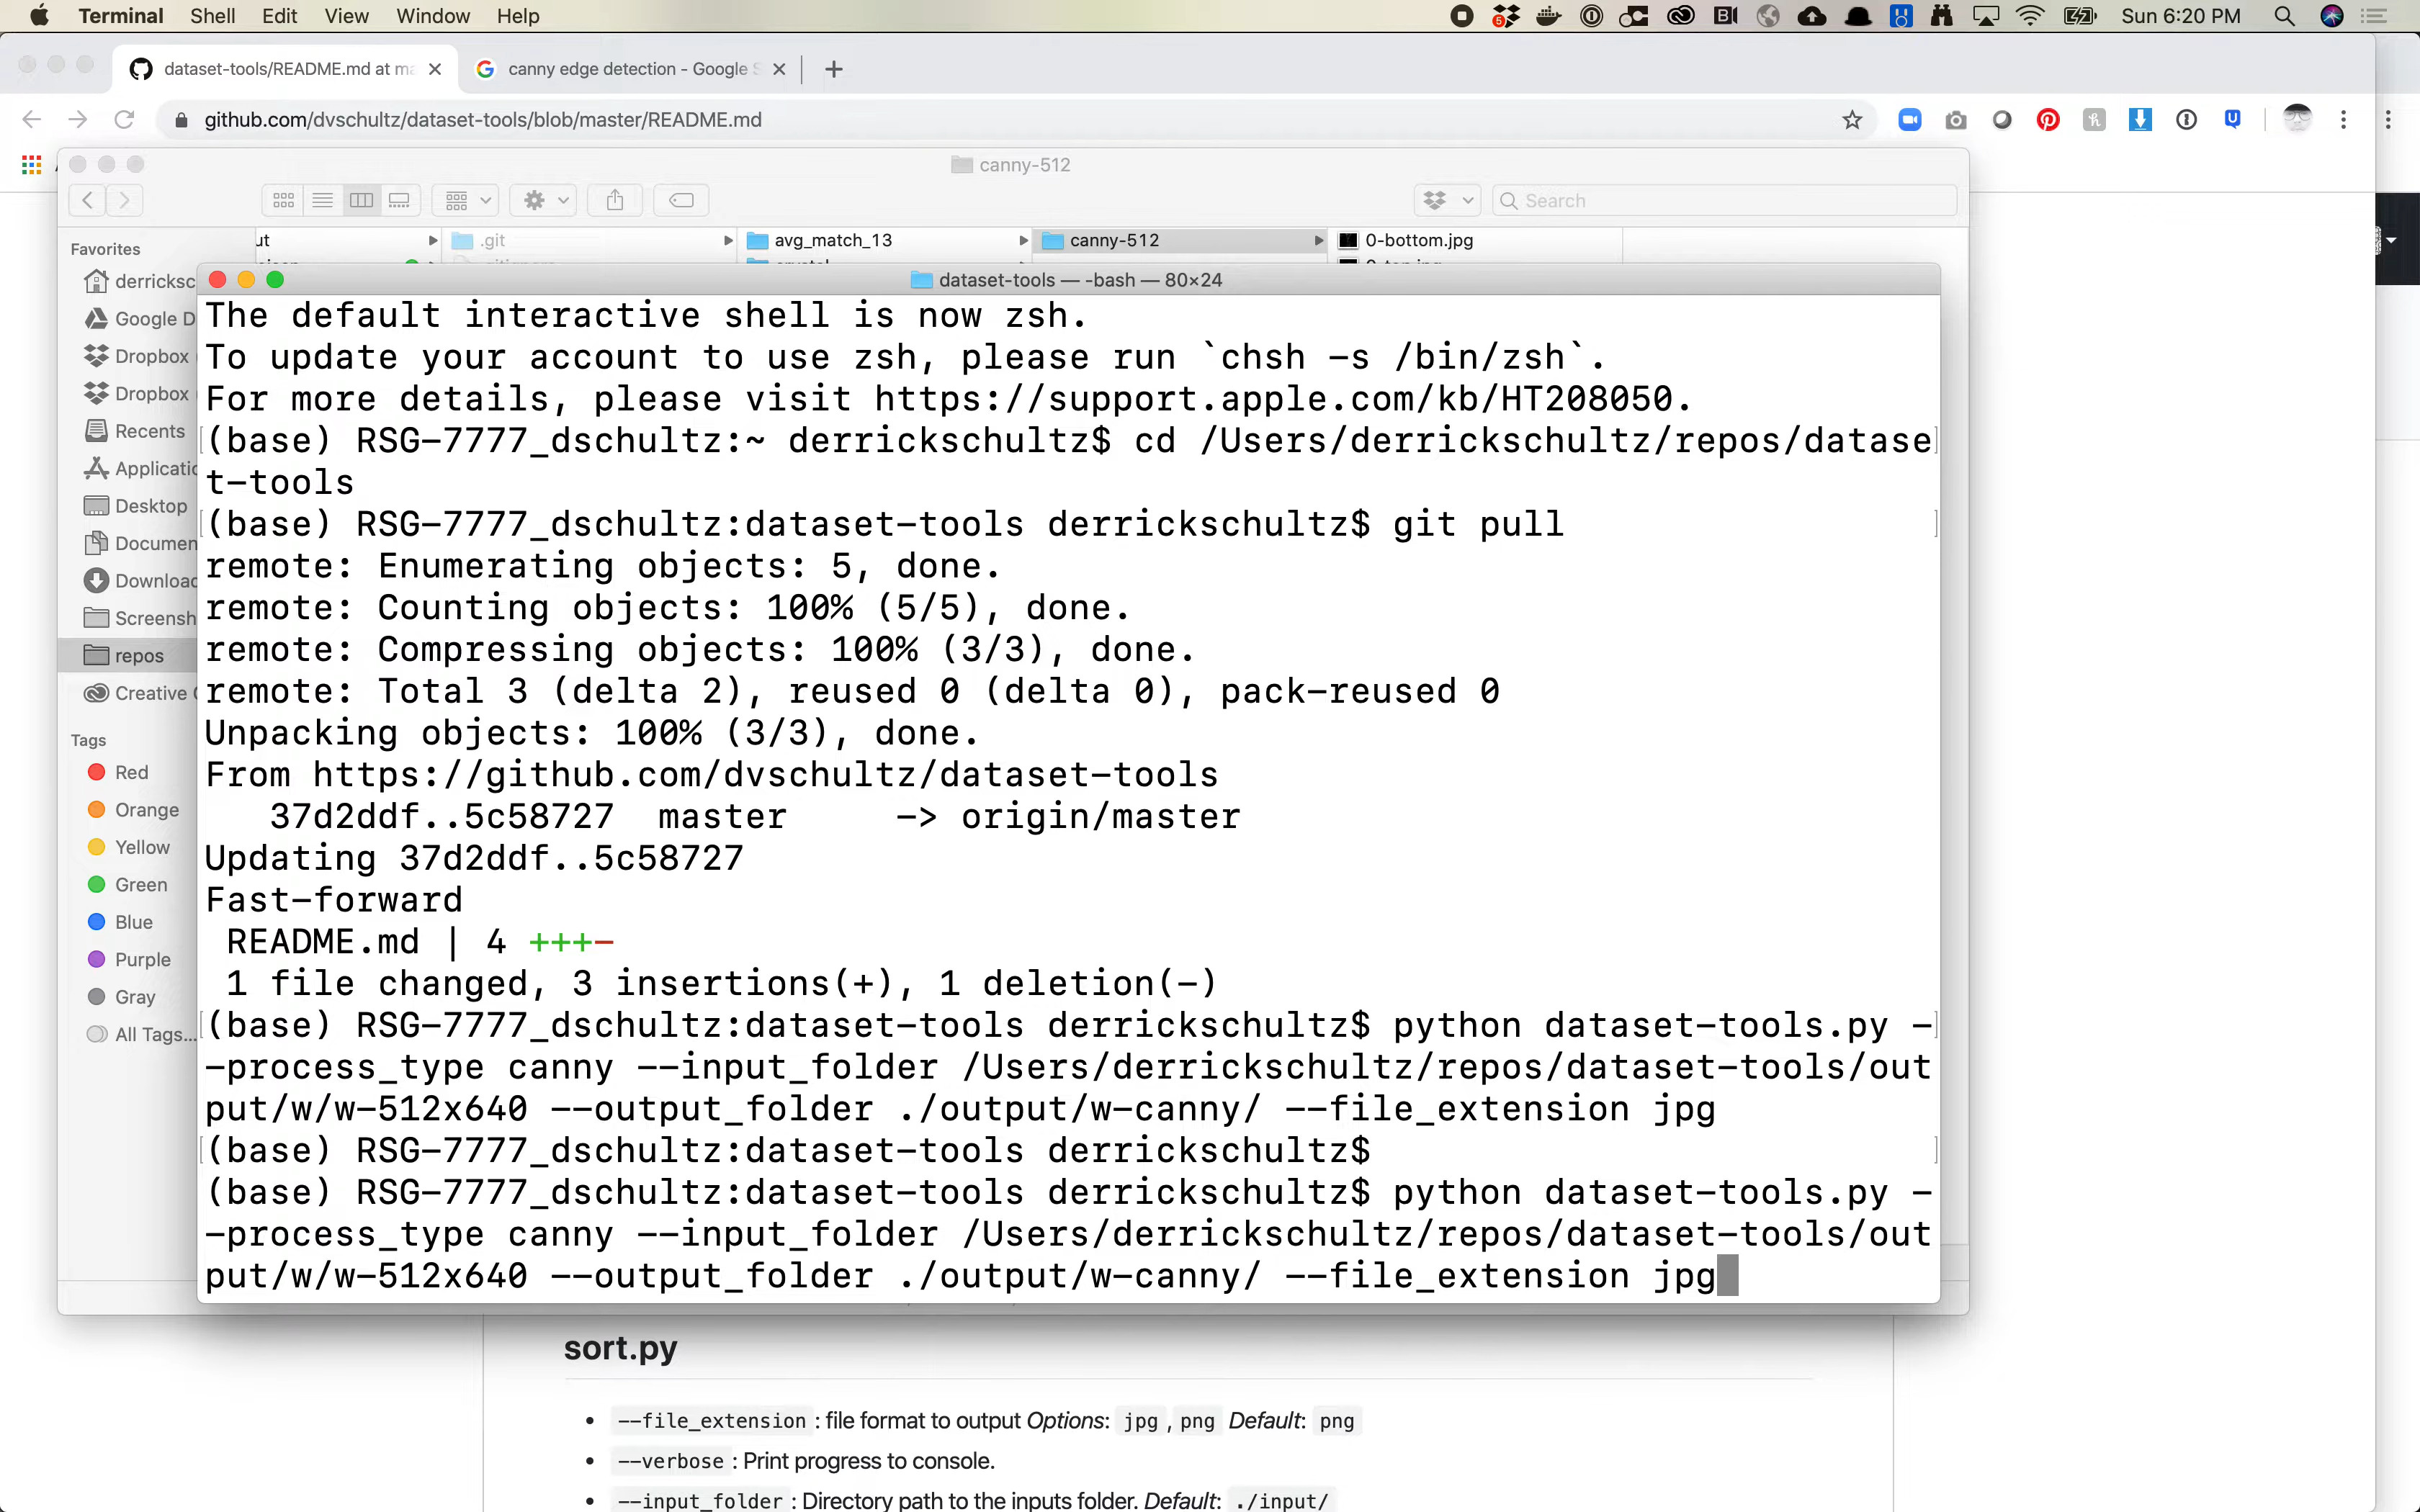 Terminal Shell Edit View Window Help Sun 6:20 PM
dataset-tools/README.md at ma canny edge detection - Google S
github.com/dvschultz/dataset-tools/blob/master/README.md
canny-512
Search
Favorites
ut .git avg_match_13 canny-512 0-bottom.jpg
derricksc
Google D
Dropbox
Dropbox
Recents
Applicatio
Desktop
Documen
Downloac
Screensh
repos
Creative C
Tags
Red
Orange
Yellow
Green
Blue
Purple
Gray
All Tags...
dataset-tools — -bash — 80×24
The default interactive shell is now zsh.
To update your account to use zsh, please run `chsh -s /bin/zsh`.
For more details, please visit https://support.apple.com/kb/HT208050.
(base) RSG-7777_dschultz:~ derrickschultz$ cd /Users/derrickschultz/repos/datase
t-tools
(base) RSG-7777_dschultz:dataset-tools derrickschultz$ git pull
remote: Enumerating objects: 5, done.
remote: Counting objects: 100% (5/5), done.
remote: Compressing objects: 100% (3/3), done.
remote: Total 3 (delta 2), reused 0 (delta 0), pack-reused 0
Unpacking objects: 100% (3/3), done.
From https://github.com/dvschultz/dataset-tools
37d2ddf..5c58727  master     -> origin/master
Updating 37d2ddf..5c58727
Fast-forward
README.md | 4 +++-
1 file changed, 3 insertions(+), 1 deletion(-)
(base) RSG-7777_dschultz:dataset-tools derrickschultz$ python dataset-tools.py -
-process_type canny --input_folder /Users/derrickschultz/repos/dataset-tools/out
put/w/w-512x640 --output_folder ./output/w-canny/ --file_extension jpg
(base) RSG-7777_dschultz:dataset-tools derrickschultz$
(base) RSG-7777_dschultz:dataset-tools derrickschultz$ python dataset-tools.py -
-process_type canny --input_folder /Users/derrickschultz/repos/dataset-tools/out
put/w/w-512x640 --output_folder ./output/w-canny/ --file_extension jpg
sort.py
• --file_extension : file format to output Options: jpg , png Default: png
• --verbose : Print progress to console.
• --input_folder : Directory path to the inputs folder. Default: ./input/